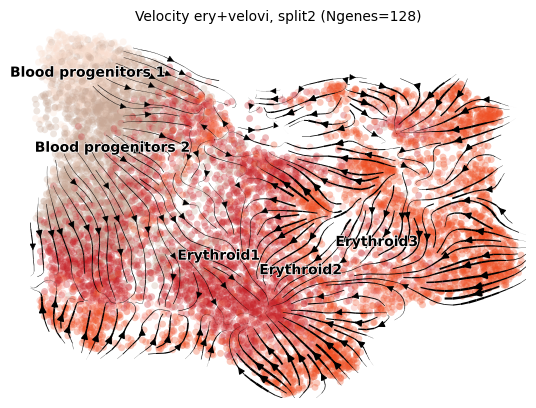 Velocity ery+velovi, split2 (Ngenes=128)
Blood progenitors 1
Blood progenitors 2
Erythroid3
Erythroid1
Erythroid2